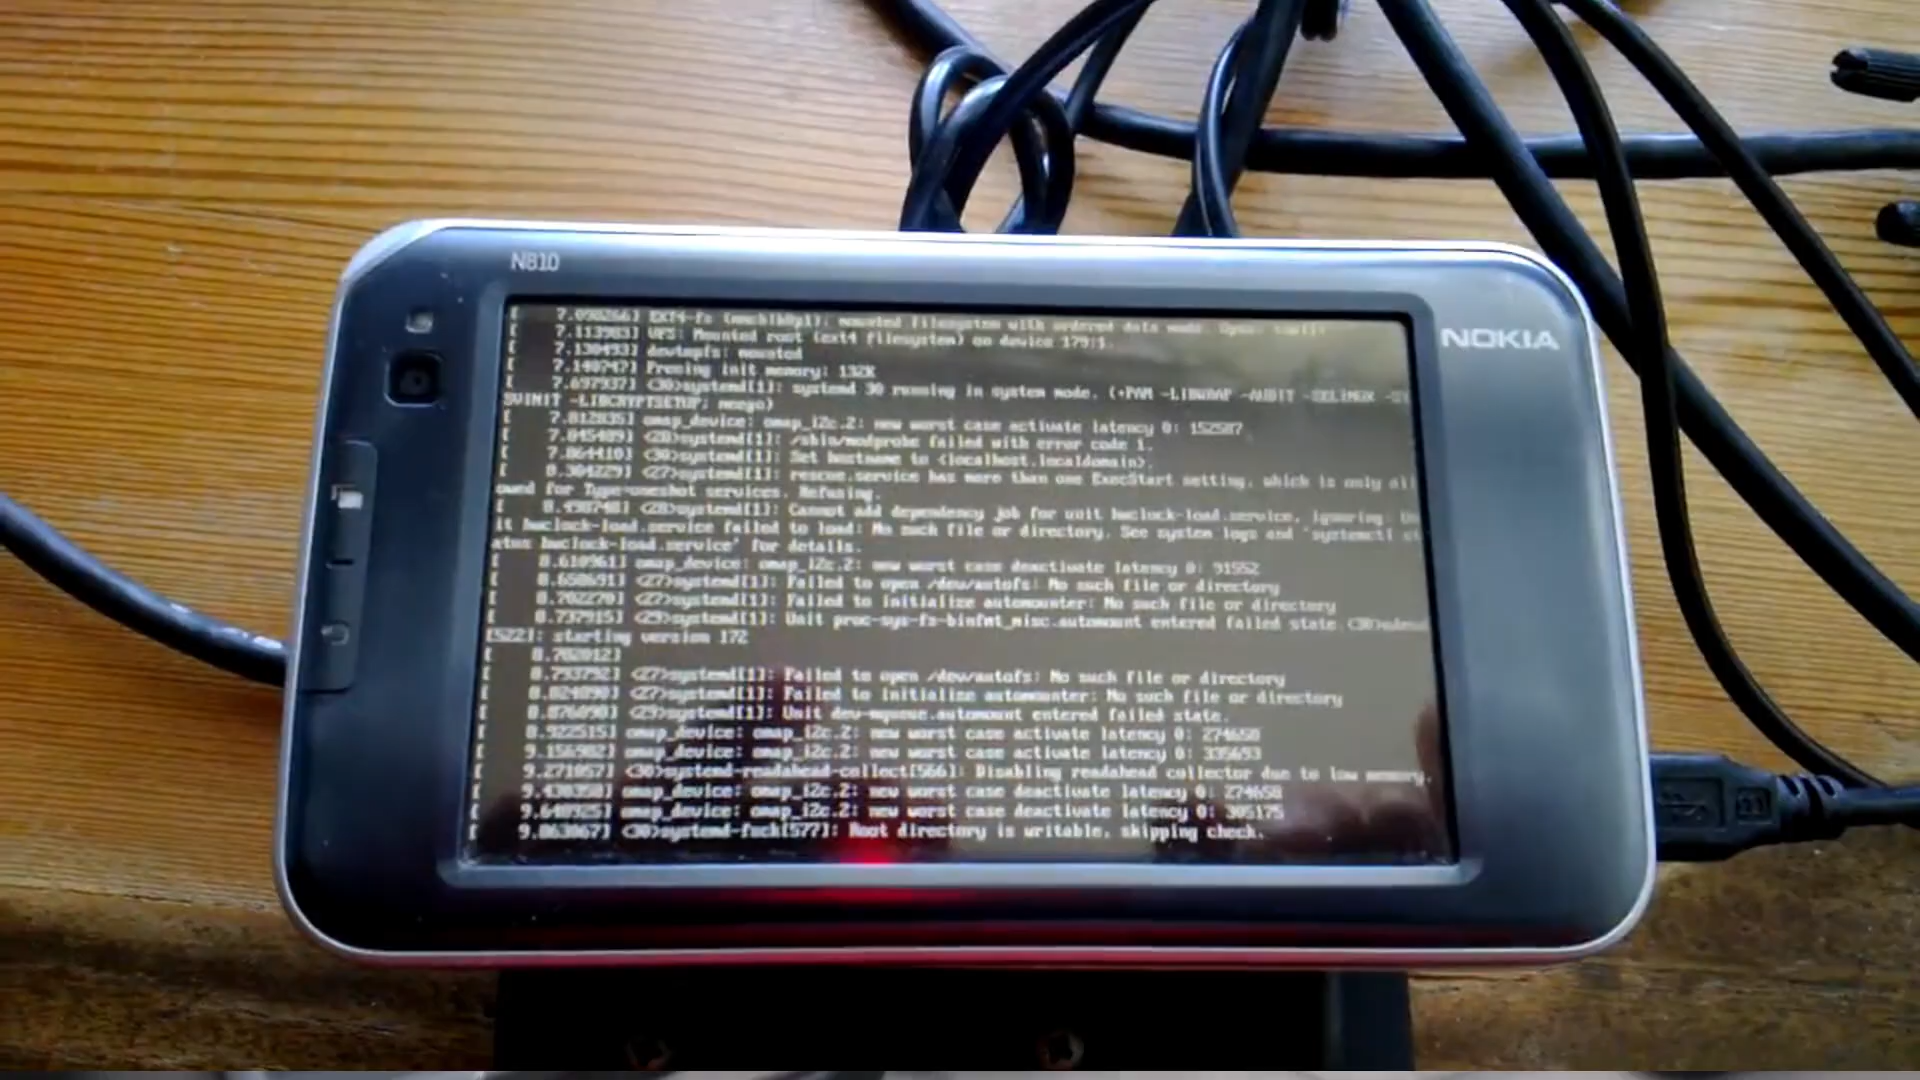 N810
NOKIA
[ 7.098266] EXT4-fs (mmcblk0p1): mounted filesystem with ordered data mode. Opts: (null)
[ 7.113983] VFS: Mounted root (ext4 filesystem) on device 179:1.
[ 7.130493] devtmpfs: mounted
[ 7.140747] Freeing init memory: 132K
[ 7.697937] <30>systemd[1]: systemd 30 running in system mode. (+PAM -LIBWRAP -AUDIT -SELINUX -SY
SVINIT -LIBCRYPTSETUP; meego)
[ 7.812835] omap_device: omap_i2c.2: new worst case activate latency 0: 152587
[ 7.845489] <28>systemd[1]: /sbin/modprobe failed with error code 1.
[ 7.864410] <30>systemd[1]: Set hostname to <localhost.localdomain>.
[ 8.304229] <27>systemd[1]: rescue.service has more than one ExecStart setting, which is only all
owed for Type=oneshot services. Refusing.
[ 8.498748] <28>systemd[1]: Cannot add dependency job for unit hwclock-load.service, ignoring: Un
it hwclock-load.service failed to load: No such file or directory. See system logs and 'systemctl st
atus hwclock-load.service' for details.
[ 8.610961] omap_device: omap_i2c.2: new worst case deactivate latency 0: 91552
[ 8.658691] <27>systemd[1]: Failed to open /dev/autofs: No such file or directory
[ 8.702270] <27>systemd[1]: Failed to initialize automounter: No such file or directory
[ 8.737915] <29>systemd[1]: Unit proc-sys-fs-binfmt_misc.automount entered failed state.<30>udevd
[522]: starting version 172
[ 8.782012]
[ 8.793792] <27>systemd[1]: Failed to open /dev/autofs: No such file or directory
[ 8.824890] <27>systemd[1]: Failed to initialize automounter: No such file or directory
[ 8.876098] <29>systemd[1]: Unit dev-mqueue.automount entered failed state.
[ 8.922515] omap_device: omap_i2c.2: new worst case activate latency 0: 274658
[ 9.156982] omap_device: omap_i2c.2: new worst case activate latency 0: 335693
[ 9.271057] <30>systemd-readahead-collect[566]: Disabling readahead collector due to low memory.
[ 9.430358] omap_device: omap_i2c.2: new worst case deactivate latency 0: 274658
[ 9.640925] omap_device: omap_i2c.2: new worst case deactivate latency 0: 305175
[ 9.863067] <30>systemd-fsck[577]: Root directory is writable, skipping check.